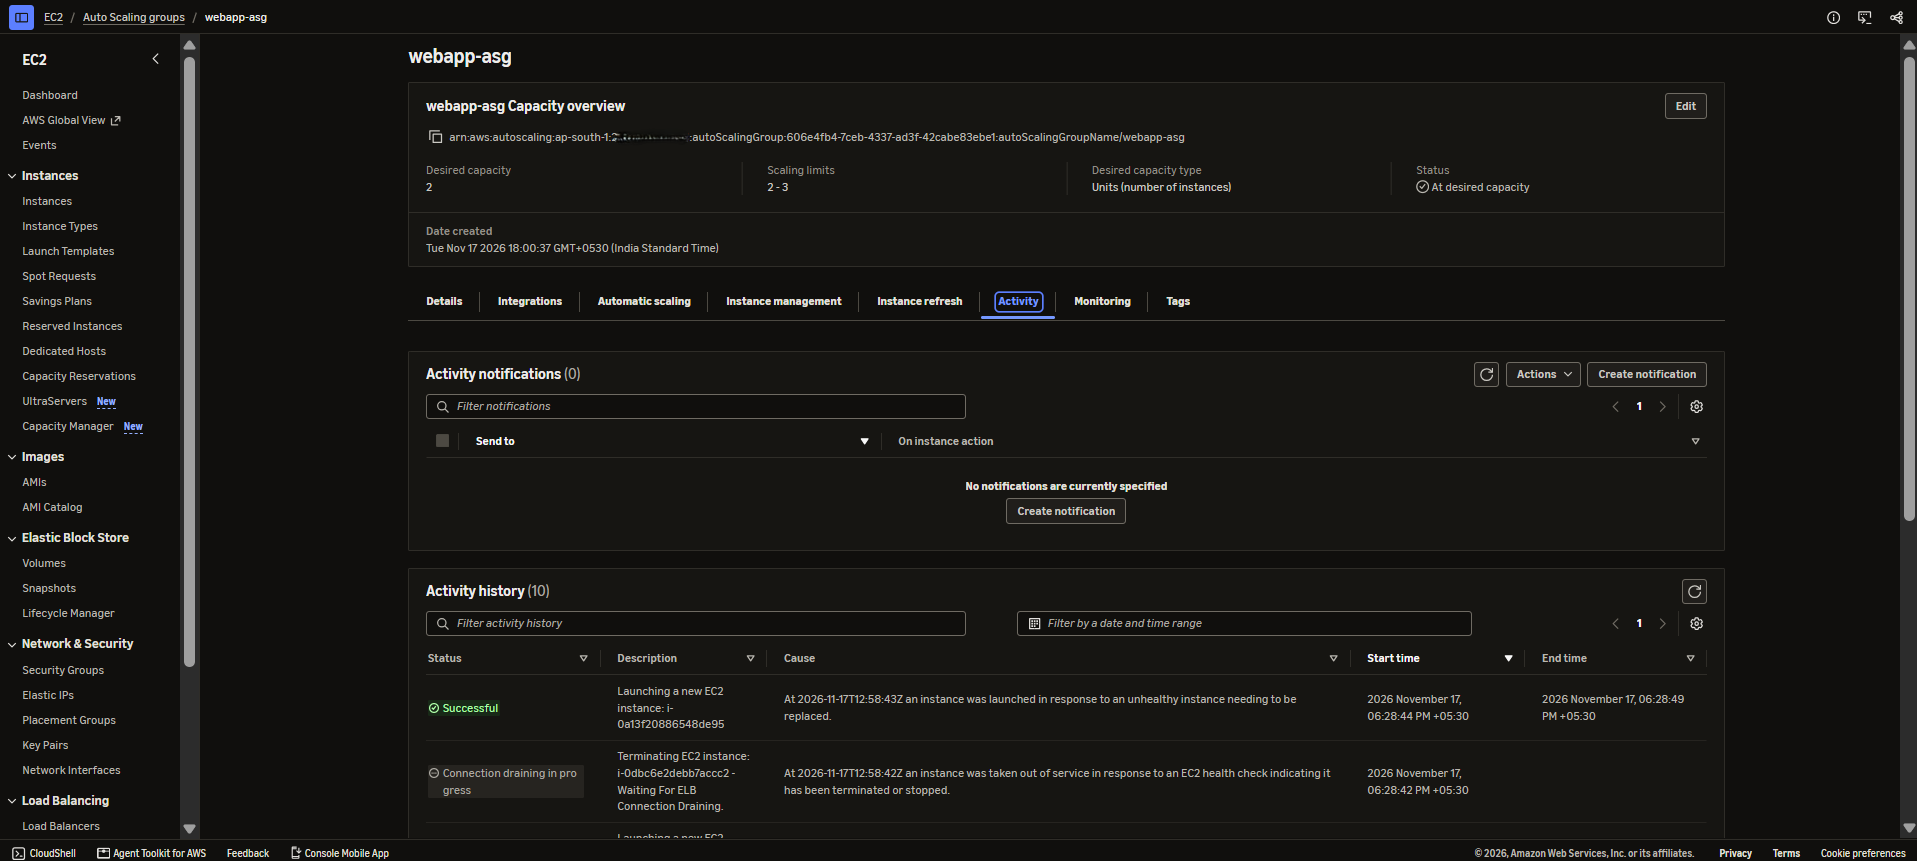 EC2 / Auto Scaling groups / webapp-asg
EC2
Dashboard
AWS Global View
Events
Instances
Instances
Instance Types
Launch Templates
Spot Requests
Savings Plans
Reserved Instances
Dedicated Hosts
Capacity Reservations
UltraServers New
Capacity Manager New
Images
AMIs
AMI Catalog
Elastic Block Store
Volumes
Snapshots
Lifecycle Manager
Network & Security
Security Groups
Elastic IPs
Placement Groups
Key Pairs
Network Interfaces
Load Balancing
Load Balancers
webapp-asg
webapp-asg Capacity overview
Edit
arn:aws:autoscaling:ap-south-1: :autoScalingGroup:606e4fb4-7ceb-4337-ad3f-42cabe83ebe1:autoScalingGroupName/webapp-asg
Desired capacity
2
Scaling limits
2 - 3
Desired capacity type
Units (number of instances)
Status
At desired capacity
Date created
Tue Nov 17 2026 18:00:37 GMT+0530 (India Standard Time)
Details Integrations Automatic scaling Instance management Instance refresh Activity Monitoring Tags
Activity notifications (0)
Actions Create notification
Filter notifications
1
Send to On instance action
No notifications are currently specified
Create notification
Activity history (10)
Filter activity history Filter by a date and time range
1
Status Description Cause Start time End time
Successful
Launching a new EC2
instance: i-
0a13f20886548de95
At 2026-11-17T12:58:43Z an instance was launched in response to an unhealthy instance needing to be
replaced.
2026 November 17,
06:28:44 PM +05:30
2026 November 17, 06:28:49
PM +05:30
Connection draining in pro
gress
Terminating EC2 instance:
i-0dbc6e2debb7accc2 -
Waiting For ELB
Connection Draining.
At 2026-11-17T12:58:42Z an instance was taken out of service in response to an EC2 health check indicating it
has been terminated or stopped.
2026 November 17,
06:28:42 PM +05:30
Launching a new EC2
CloudShell Agent Toolkit for AWS Feedback Console Mobile App
© 2026, Amazon Web Services, Inc. or its affiliates. Privacy Terms Cookie preferences